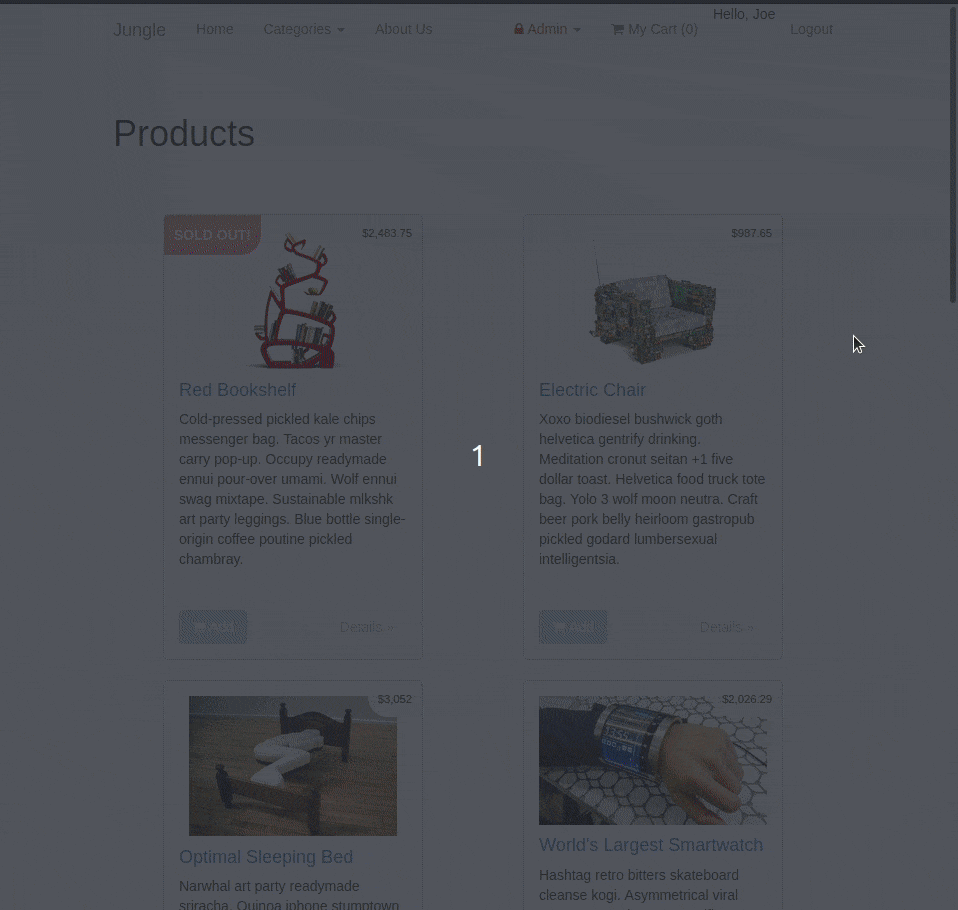 Hello, Joe
Jungle Home Categories About Us Admin My Cart (0) Logout
Products
SOLD OUT!
$2,483.75
Red Bookshelf
Cold-pressed pickled kale chips
messenger bag. Tacos yr master
carry pop-up. Occupy readymade
ennui pour-over umami. Wolf ennui
swag mixtape. Sustainable mlkshk
art party leggings. Blue bottle single-
origin coffee poutine pickled
chambray.
Add
Details »
$987.65
Electric Chair
Xoxo biodiesel bushwick goth
helvetica gentrify drinking.
Meditation cronut seitan +1 five
dollar toast. Helvetica food truck tote
bag. Yolo 3 wolf moon neutra. Craft
beer pork belly heirloom gastropub
pickled godard lumbersexual
intelligentsia.
Add
Details »
1
$3,052
Optimal Sleeping Bed
Narwhal art party readymade
sriracha. Quinoa iphone stumptown
$2,026.29
World's Largest Smartwatch
Hashtag retro bitters skateboard
cleanse kogi. Asymmetrical viral